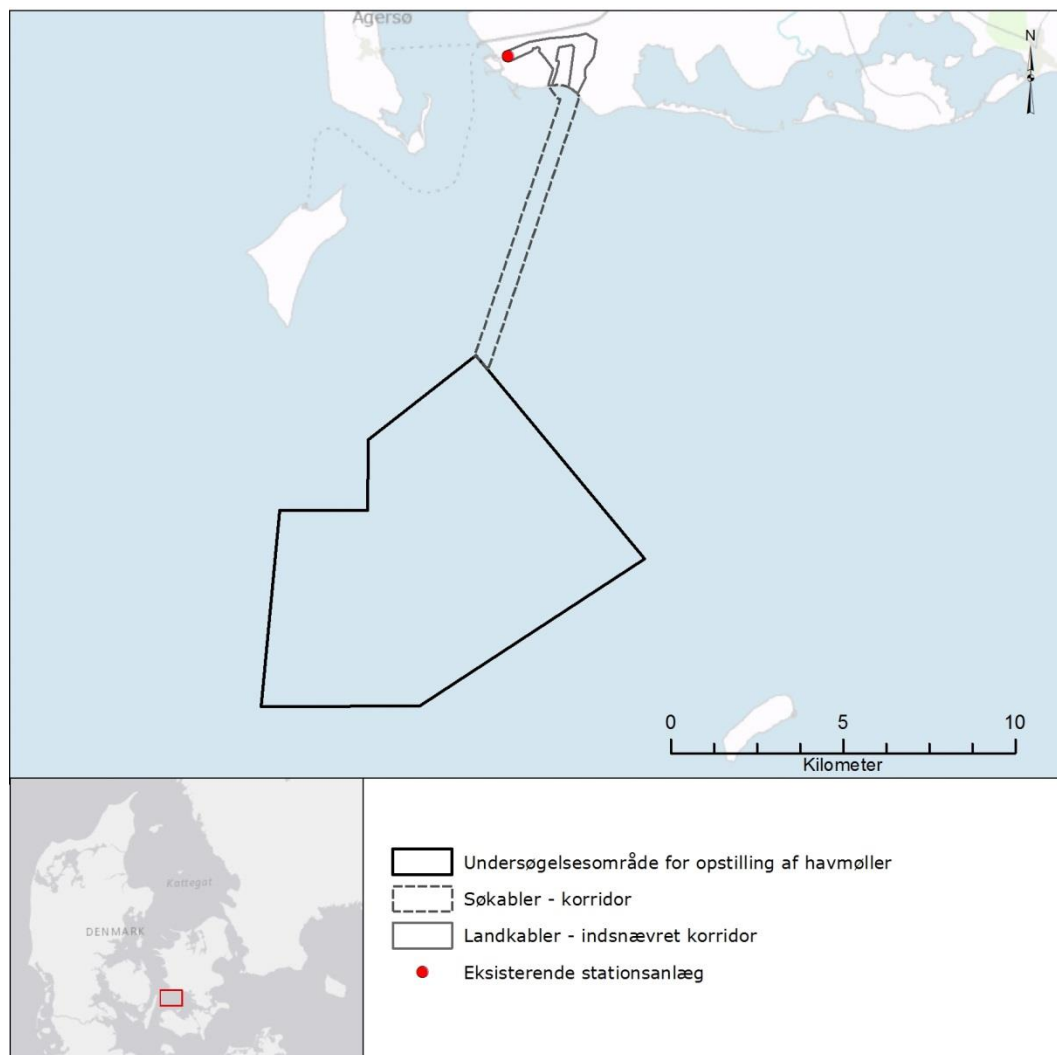 Agersø
N
0 5 10
Kilometer
Kattegat
DENMARK
Undersøgelsesområde for opstilling af havmøller
Søkabler - korridor
Landkabler - indsnævret korridor
Eksisterende stationsanlæg